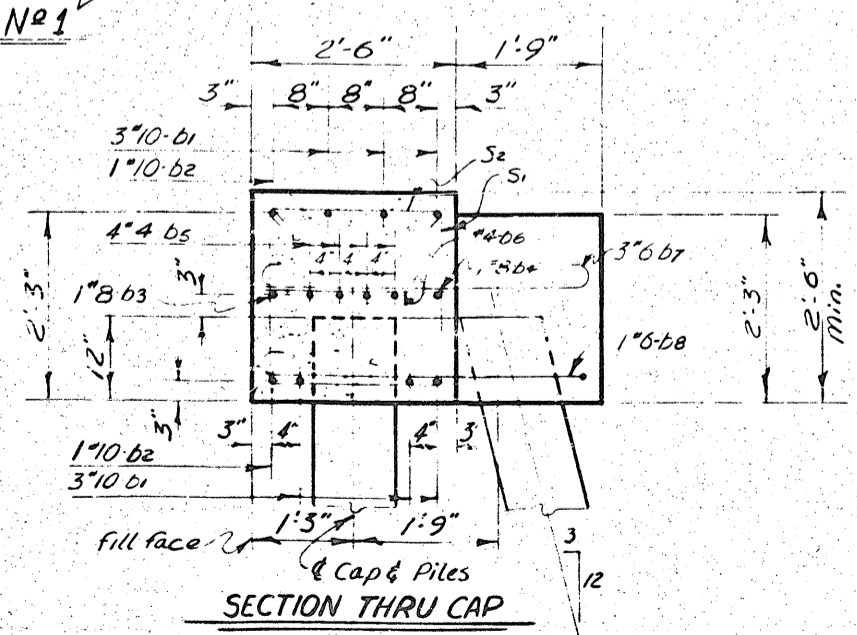 Nº 1
2'-6"
1'-9"
3"
8"
8"
8"
3"
3#10-b1
1#10-b2
S2
S1
4#4 b5
#4-b6
3#6 b7
4"
4
4"
1#8 b3
1#8 b4
3"
2'-3"
12"
3"
2'-3"
2'-6"
Min.
1#6-b8
3"
4"
4"
3
1#10-b2
3#10 b1
1'-3"
1'-9"
fill face
℄ Cap & Piles
3
12
SECTION THRU CAP